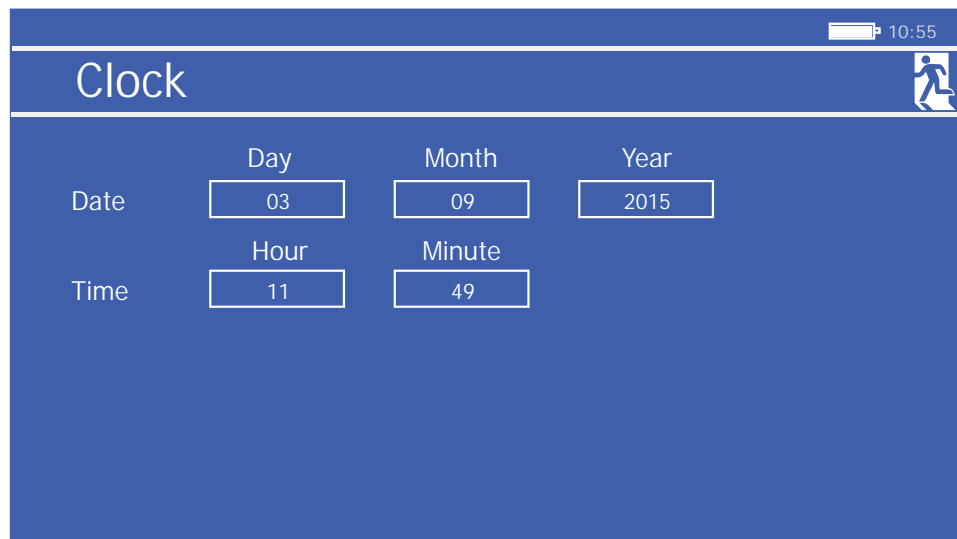 10:55
Clock
Day Month Year
Date 03 09 2015
Hour Minute
Time 11 49